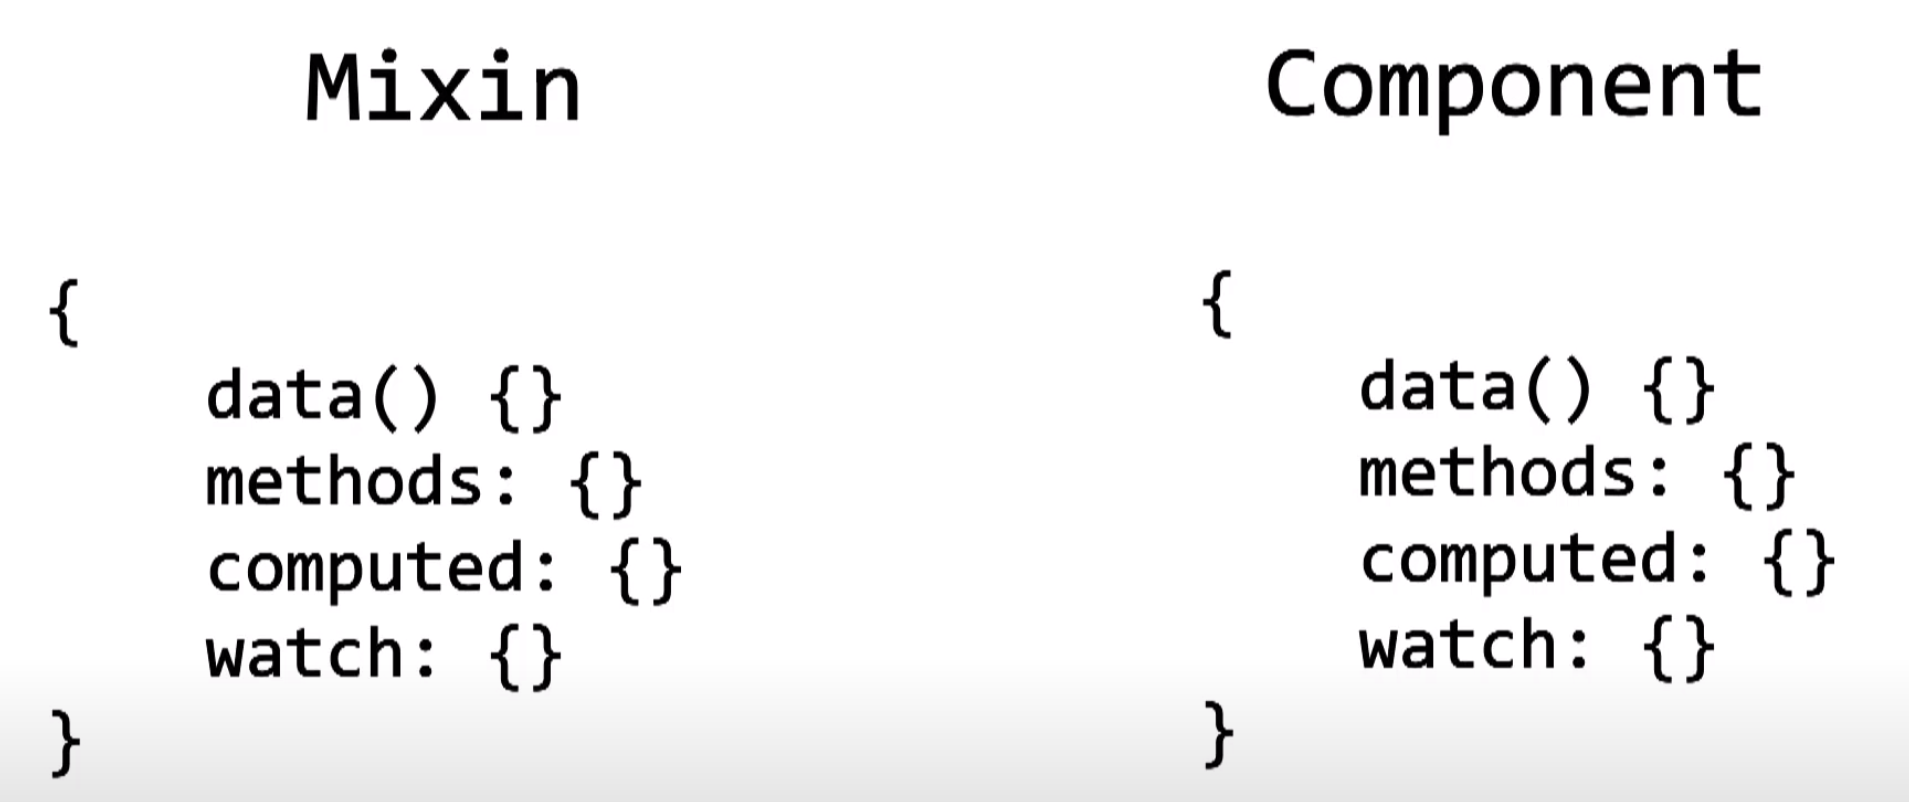 Mixin
{
data() {}
methods: {}
computed: {}
watch: {}
}
Component
{
data() {}
methods: {}
computed: {}
watch: {}
}